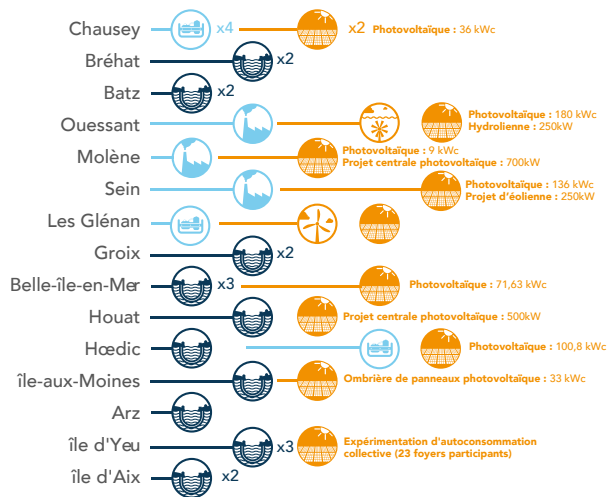 Chausey x4 x2 Photovoltaïque : 36 kWc
Bréhat x2
Batz x2
Ouessant Photovoltaïque : 180 kWc
Hydrolienne : 250kW
Molène Photovoltaïque : 9 kWc
Projet centrale photovoltaïque : 700kW
Sein Photovoltaïque : 136 kWc
Projet d'éolienne : 250kW
Les Glénan
Groix x2
Belle-île-en-Mer x3 Photovoltaïque : 71,63 kWc
Houat Projet centrale photovoltaïque : 500kW
Hœdic Photovoltaïque : 100,8 kWc
île-aux-Moines Ombrière de panneaux photovoltaïque : 33 kWc
Arz
île d'Yeu x3 Expérimentation d'autoconsommation
collective (23 foyers participants)
île d'Aix x2